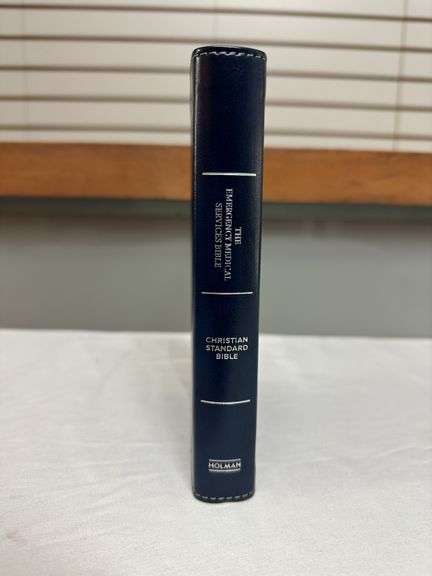 THE
EMERGENCY MEDICAL
SERVICES BIBLE
CHRISTIAN
STANDARD
BIBLE
HOLMAN